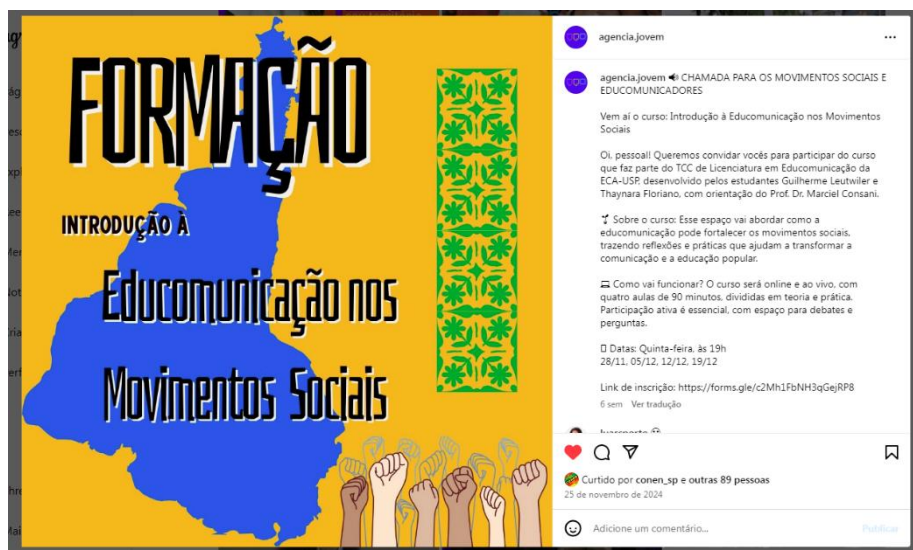 FORMAÇÃO
INTRODUÇÃO À
Educomunicação nos
Movimentos Sociais
agencia.jovem
agencia.jovem 🔊 CHAMADA PARA OS MOVIMENTOS SOCIAIS E
EDUCOMUNICADORES
Vem aí o curso: Introdução à Educomunicação nos Movimentos
Sociais
Oi, pessoal! Queremos convidar vocês para participar do curso
que faz parte do TCC de Licenciatura em Educomunicação da
ECA-USP, desenvolvido pelos estudantes Guilherme Leutwiler e
Thaynara Floriano, com orientação do Prof. Dr. Marciel Consani.
🌱 Sobre o curso: Esse espaço vai abordar como a
educomunicação pode fortalecer os movimentos sociais,
trazendo reflexões e práticas que ajudam a transformar a
comunicação e a educação popular.
💻 Como vai funcionar? O curso será online e ao vivo, com
quatro aulas de 90 minutos, divididas em teoria e prática.
Participação ativa é essencial, com espaço para debates e
perguntas.
Datas: Quinta-feira, às 19h
28/11, 05/12, 12/12, 19/12
Link de inscrição: https://forms.gle/c2Mh1FbNH3qGejRP8
6 sem Ver tradução
Curtido por conen_sp e outras 89 pessoas
25 de novembro de 2024
Adicione um comentário...
Publicar